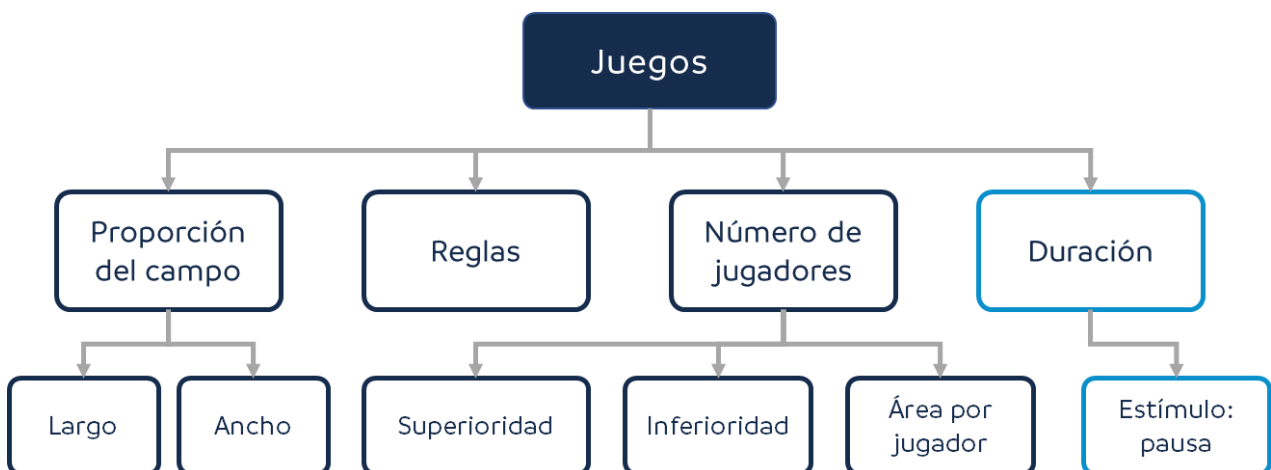 Juegos
Proporción
del campo
Reglas
Número de
jugadores
Duración
Largo
Ancho
Superioridad
Inferioridad
Área por
jugador
Estímulo:
pausa